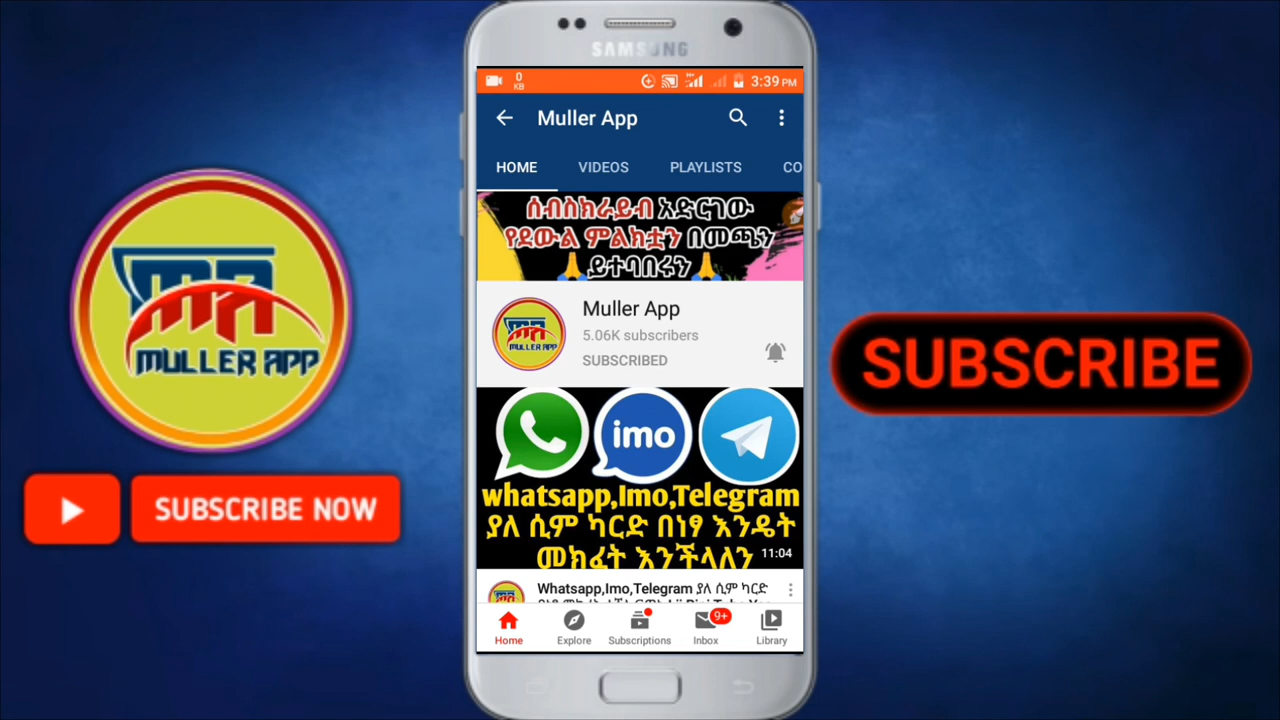 SAMSUNG
0
KB
3:39 PM
Muller App
HOME VIDEOS PLAYLISTS CO
ሰብስክራይብ አድርገው
የደውል ምልክቷን በመጫን
ይተባበሩን
MA
MULLER APP
Muller App
5.06K subscribers
SUBSCRIBED
SUBSCRIBE
SUBSCRIBE NOW
imo
whatsapp,Imo,Telegram
ያለ ሲም ካርድ በነፃ እንዴት
መክፈት እንችላለን
11:04
Whatsapp,Imo,Telegram ያለ ሲም ካርድ
9+
Home Explore Subscriptions Inbox Library